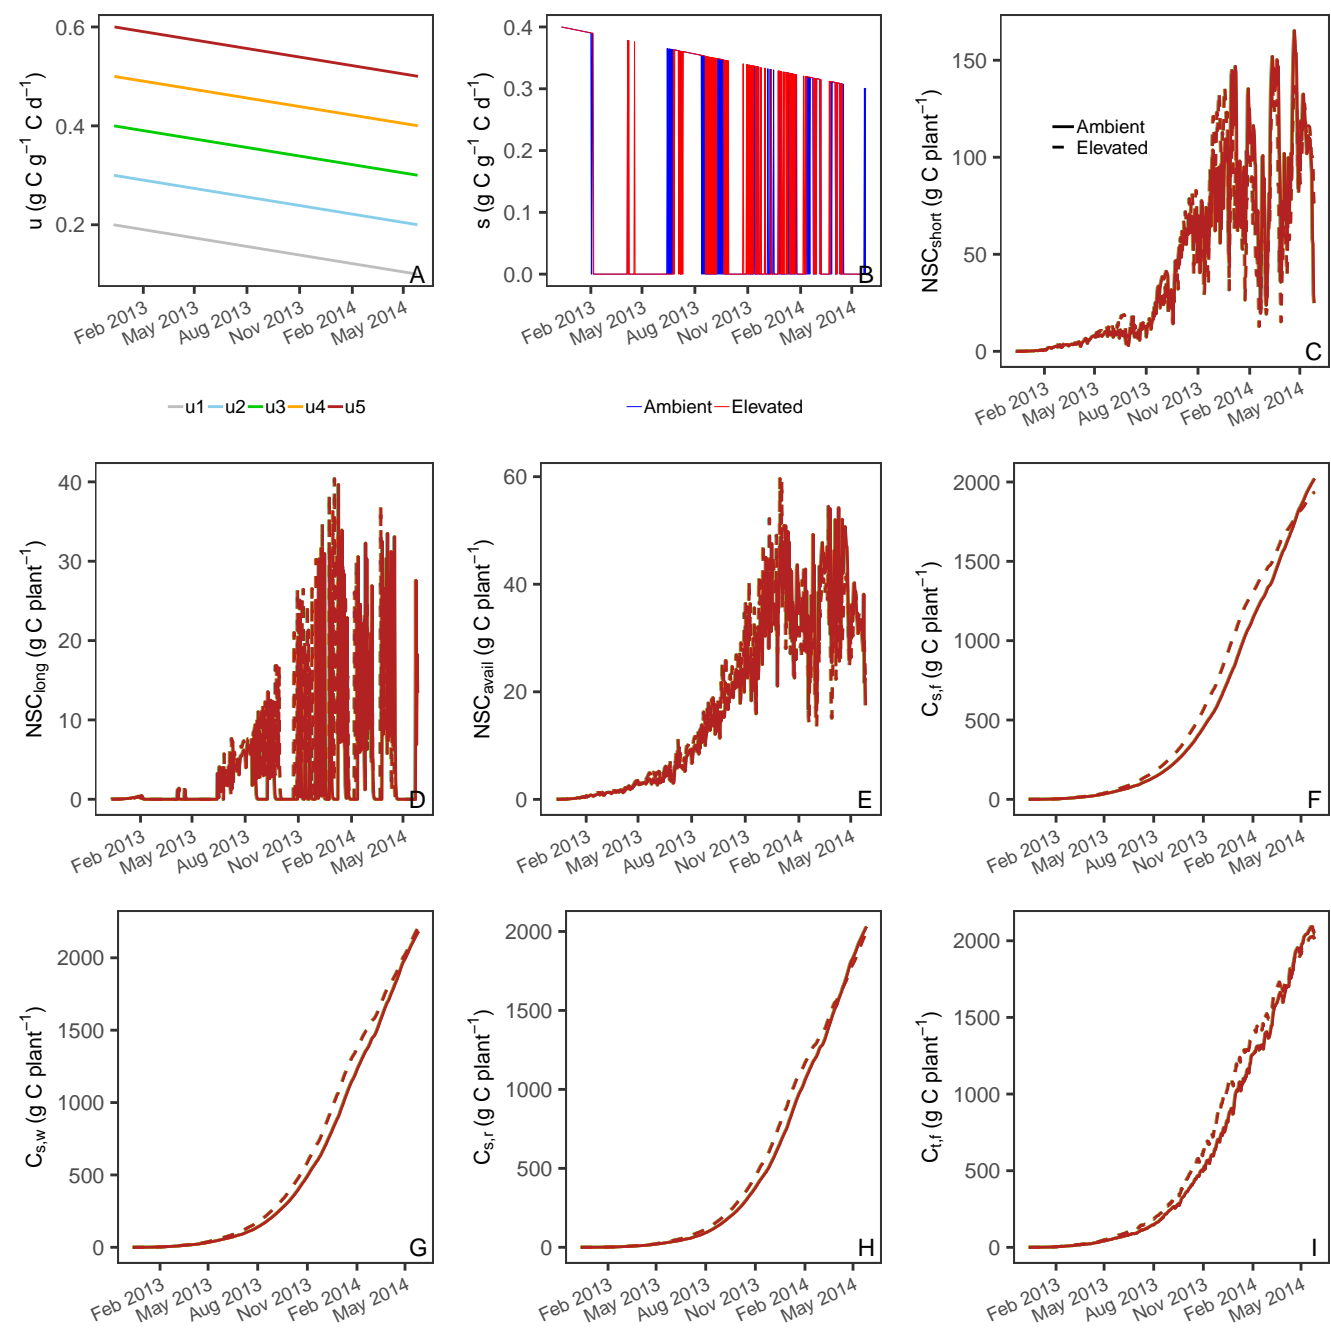 u (g C g⁻¹ C d⁻¹)
0.6
0.4
0.2
A
Feb 2013 May 2013 Aug 2013 Nov 2013 Feb 2014 May 2014
u1 u2 u3 u4 u5
s (g C g⁻¹ C d⁻¹)
0.4
0.3
0.2
0.1
0.0
B
Feb 2013 May 2013 Aug 2013 Nov 2013 Feb 2014 May 2014
Ambient Elevated
NSCshort (g C plant⁻¹)
150
100
50
0
Ambient
Elevated
C
Feb 2013 May 2013 Aug 2013 Nov 2013 Feb 2014 May 2014
NSClong (g C plant⁻¹)
40
30
20
10
0
D
Feb 2013 May 2013 Aug 2013 Nov 2013 Feb 2014 May 2014
NSCavail (g C plant⁻¹)
60
40
20
0
E
Feb 2013 May 2013 Aug 2013 Nov 2013 Feb 2014 May 2014
Cs,f (g C plant⁻¹)
2000
1500
1000
500
0
F
Feb 2013 May 2013 Aug 2013 Nov 2013 Feb 2014 May 2014
Cs,w (g C plant⁻¹)
2000
1500
1000
500
0
G
Feb 2013 May 2013 Aug 2013 Nov 2013 Feb 2014 May 2014
Cs,r (g C plant⁻¹)
2000
1500
1000
500
0
H
Feb 2013 May 2013 Aug 2013 Nov 2013 Feb 2014 May 2014
Ct,f (g C plant⁻¹)
2000
1500
1000
500
0
I
Feb 2013 May 2013 Aug 2013 Nov 2013 Feb 2014 May 2014